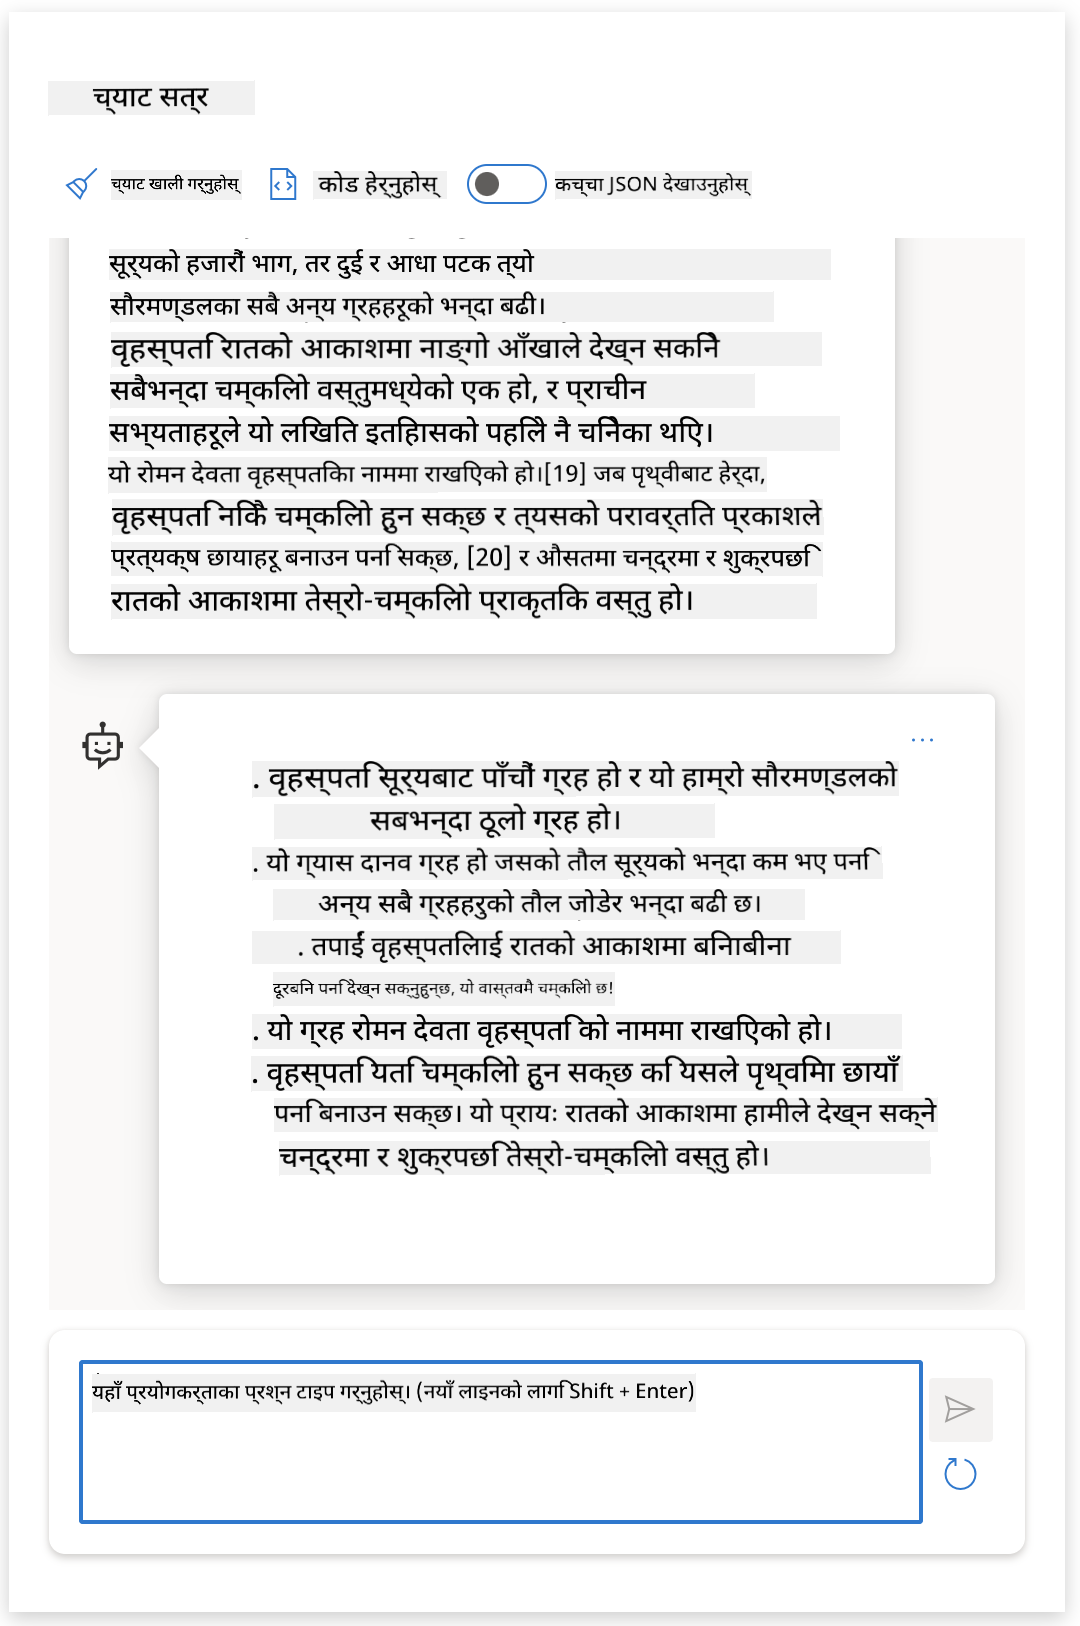 च्याट सत्र
च्याट खाली गर्नुहोस् कोड हेर्नुहोस् कच्चा JSON देखाउनुहोस्
सूर्यको हजारौं भाग, तर दुई र आधा पटक त्यो
सौरमण्डलका सबै अन्य ग्रहहरूको भन्दा बढी।
वृहस्पति रातको आकाशमा नाङ्गो आँखाले देख्न सकिने
सबैभन्दा चम्किलो वस्तुमध्येको एक हो, र प्राचीन
सभ्यताहरूले यो लिखित इतिहासको पहिले नै चिनेका थिए।
यो रोमन देवता वृहस्पतिका नाममा राखिएको हो।[19] जब पृथ्वीबाट हेर्दा,
वृहस्पति निकै चम्किलो हुन सक्छ र त्यसको परावर्तित प्रकाशले
प्रत्यक्ष छायाहरू बनाउन पनि सक्छ, [20] र औसतमा चन्द्रमा र शुक्रपछि
रातको आकाशमा तेस्रो-चम्किलो प्राकृतिक वस्तु हो।
. वृहस्पति सूर्यबाट पाँचौं ग्रह हो र यो हाम्रो सौरमण्डलको
सबभन्दा ठूलो ग्रह हो।
. यो ग्यास दानव ग्रह हो जसको तौल सूर्यको भन्दा कम भए पनि
अन्य सबै ग्रहहरुको तौल जोडेर भन्दा बढी छ।
. तपाईं वृहस्पतिलाई रातको आकाशमा बिनाबीना
दूरबिन पनि देख्न सक्नुहुन्छ, यो वास्तवमै चम्किलो छ!
. यो ग्रह रोमन देवता वृहस्पति को नाममा राखिएको हो।
. वृहस्पति यति चम्किलो हुन सक्छ कि यसले पृथ्वीमा छायाँ
पनि बनाउन सक्छ। यो प्रायः रातको आकाशमा हामीले देख्न सक्ने
चन्द्रमा र शुक्रपछि तेस्रो-चम्किलो वस्तु हो।
यहाँ प्रयोगकर्ताका प्रश्न टाइप गर्नुहोस्। (नयाँ लाइनको लागि Shift + Enter)